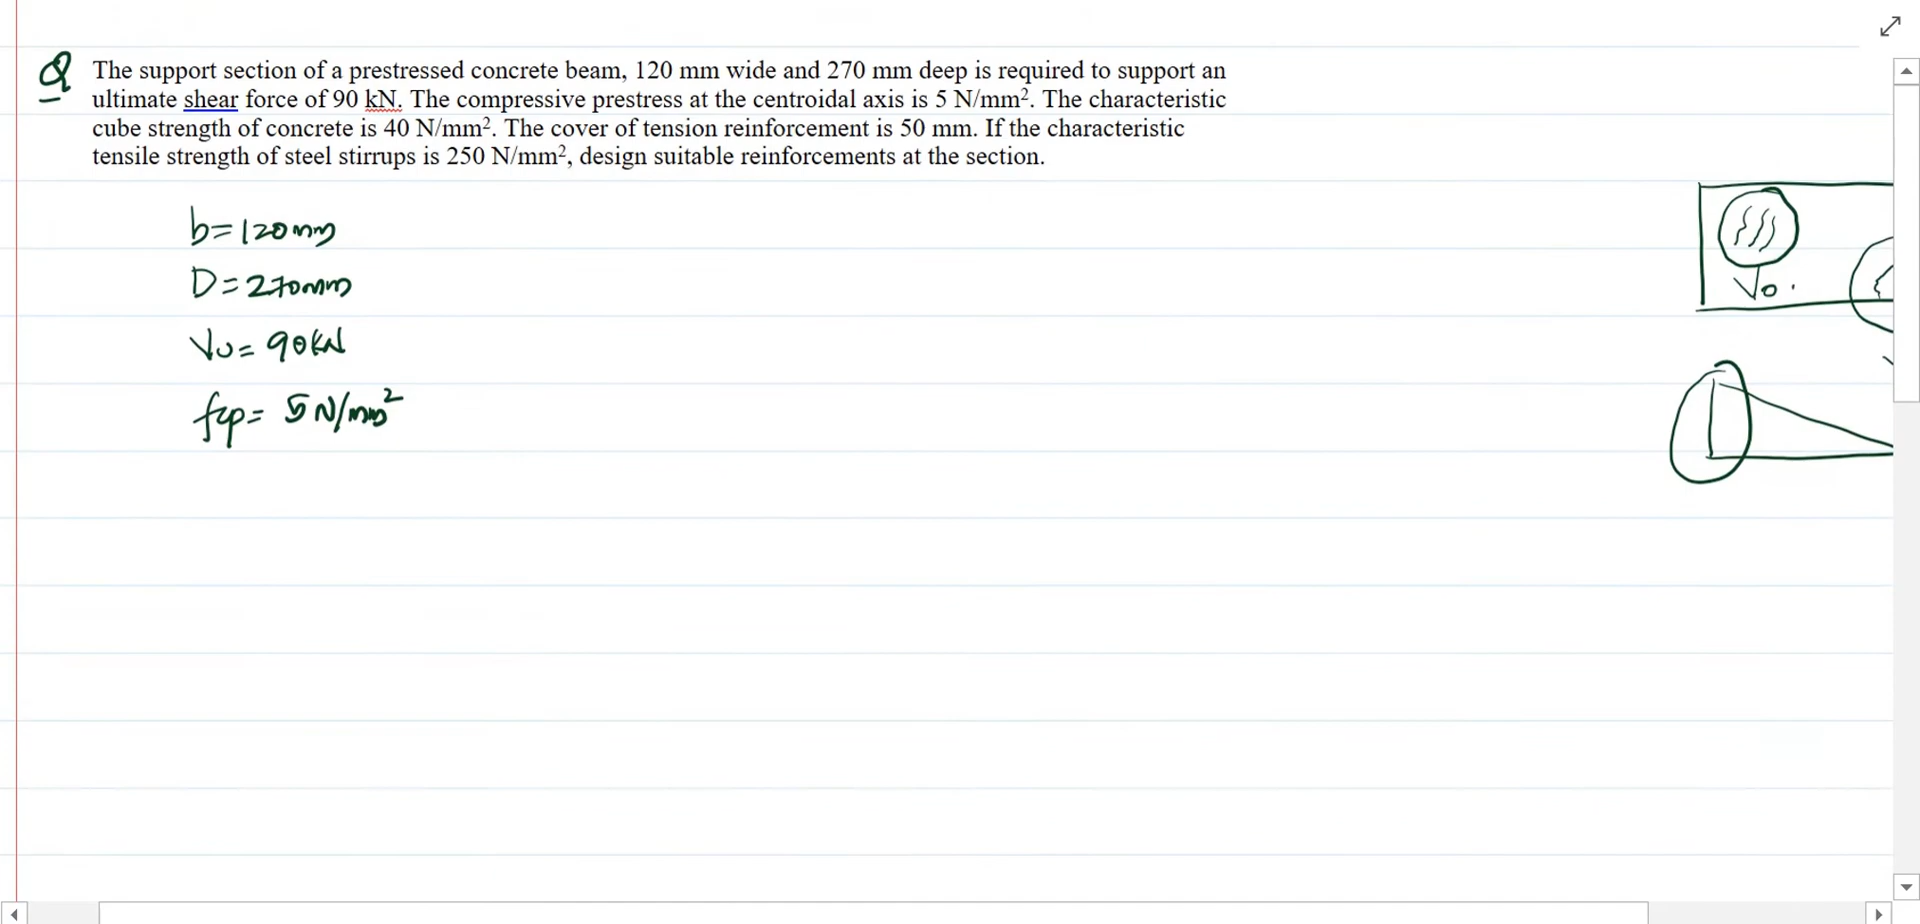 Q The support section of a prestressed concrete beam, 120 mm wide and 270 mm deep is required to support an
ultimate shear force of 90 kN. The compressive prestress at the centroidal axis is 5 N/mm². The characteristic
cube strength of concrete is 40 N/mm². The cover of tension reinforcement is 50 mm. If the characteristic
tensile strength of steel stirrups is 250 N/mm², design suitable reinforcements at the section.
b=120mm
D=270mm
Vu=90kN
fcp= 5N/mm²
Vo.